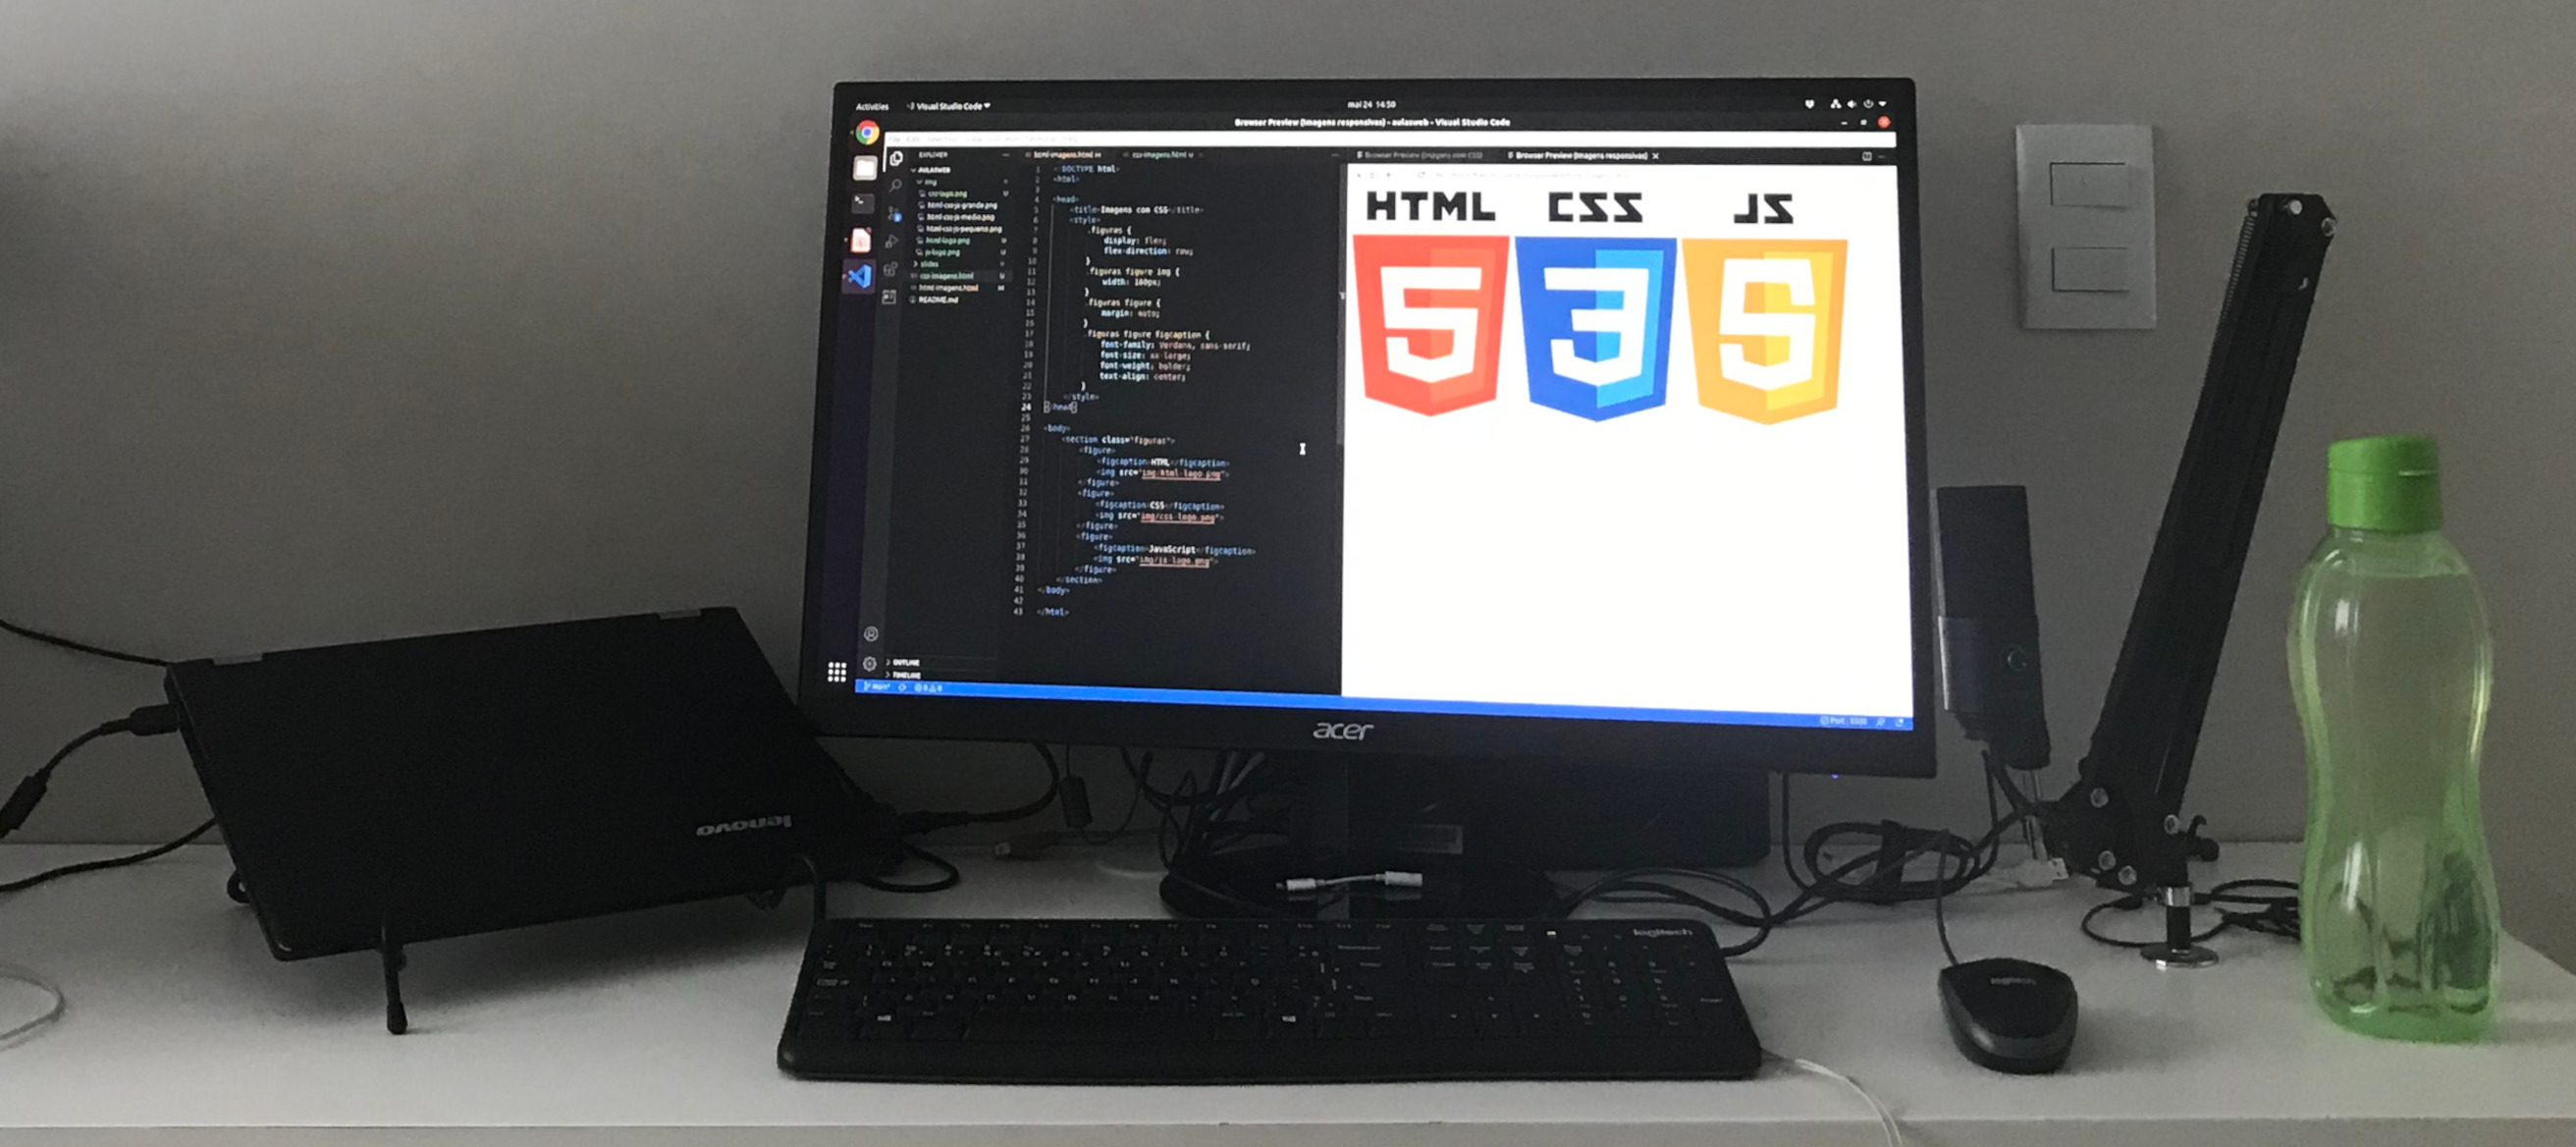 Activities
Visual Studio Code
mai 24 14:50
Browser Preview (Imagens responsivas) - aulasweb - Visual Studio Code
EXPLORER
AULASWEB
img
css-logo.png U
html-css-js-grande.png
html-css-js-medio.png
html-css-js-pequeno.png
html-logo.png U
js-logo.png U
slides
css-imagens.html U
html-imagens.html M
README.md
OUTLINE
TIMELINE
main*
html-imagens.html M
css-imagens.html U
1 <!DOCTYPE html>
2 <html>
3
4 <head>
5 <title>Imagens com CSS</title>
6 <style>
7 .figuras {
8 display: flex;
9 flex-direction: row;
10 }
11 .figuras figure img {
12 width: 180px;
13 }
14 .figuras figure {
15 margin: auto;
16 }
17 .figuras figure figcaption {
18 font-family: Verdana, sans-serif;
19 font-size: xx-large;
20 font-weight: bolder;
21 text-align: center;
22 }
23 </style>
24 </head>
25
26 <body>
27 <section class="figuras">
28 <figure>
29 <figcaption>HTML</figcaption>
30 <img src="img/html-logo.png">
31 </figure>
32 <figure>
33 <figcaption>CSS</figcaption>
34 <img src="img/css-logo.png">
35 </figure>
36 <figure>
37 <figcaption>JavaScript</figcaption>
38 <img src="img/js-logo.png">
39 </figure>
40 </section>
41 </body>
42
43 </html>
Browser Preview (Imagens com CSS)
Browser Preview (Imagens responsivas)
HTML CSS JS
5 3 5
acer
lenovo
logitech
logitech